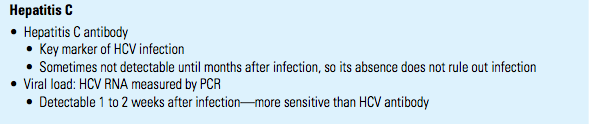 Hepatitis C
• Hepatitis C antibody
• Key marker of HCV infection
• Sometimes not detectable until months after infection, so its absence does not rule out infection
• Viral load: HCV RNA measured by PCR
• Detectable 1 to 2 weeks after infection—more sensitive than HCV antibody